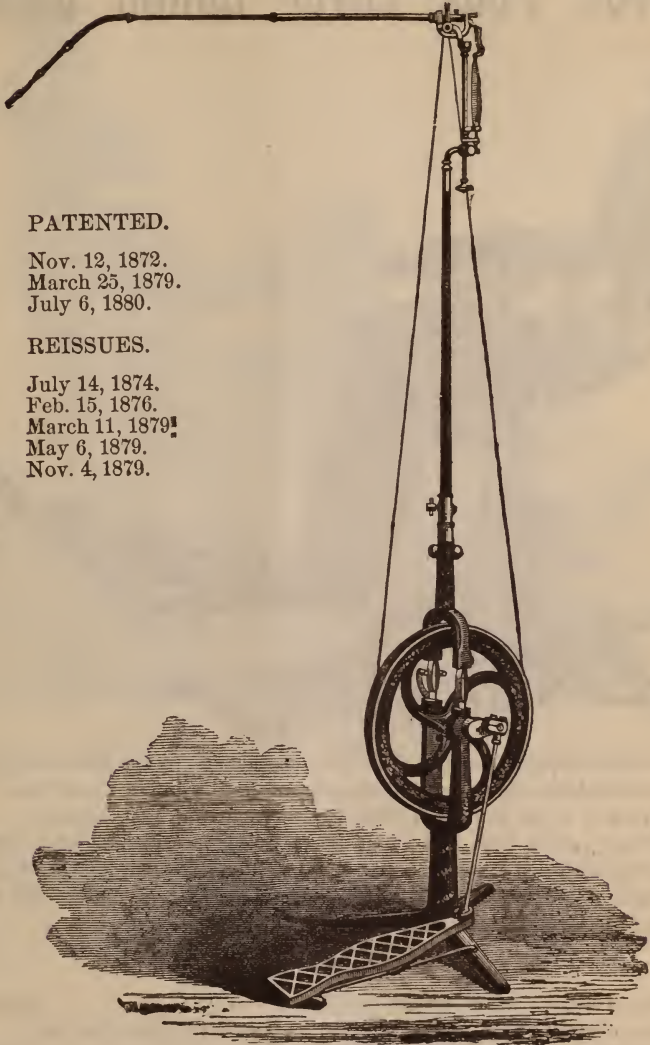 PATENTED.
Nov. 12, 1872.
March 25, 1879.
July 6, 1880.
REISSUES.
July 14, 1874.
Feb. 15, 1876.
March 11, 1879!
May 6, 1879.
Nov. 4, 1879.